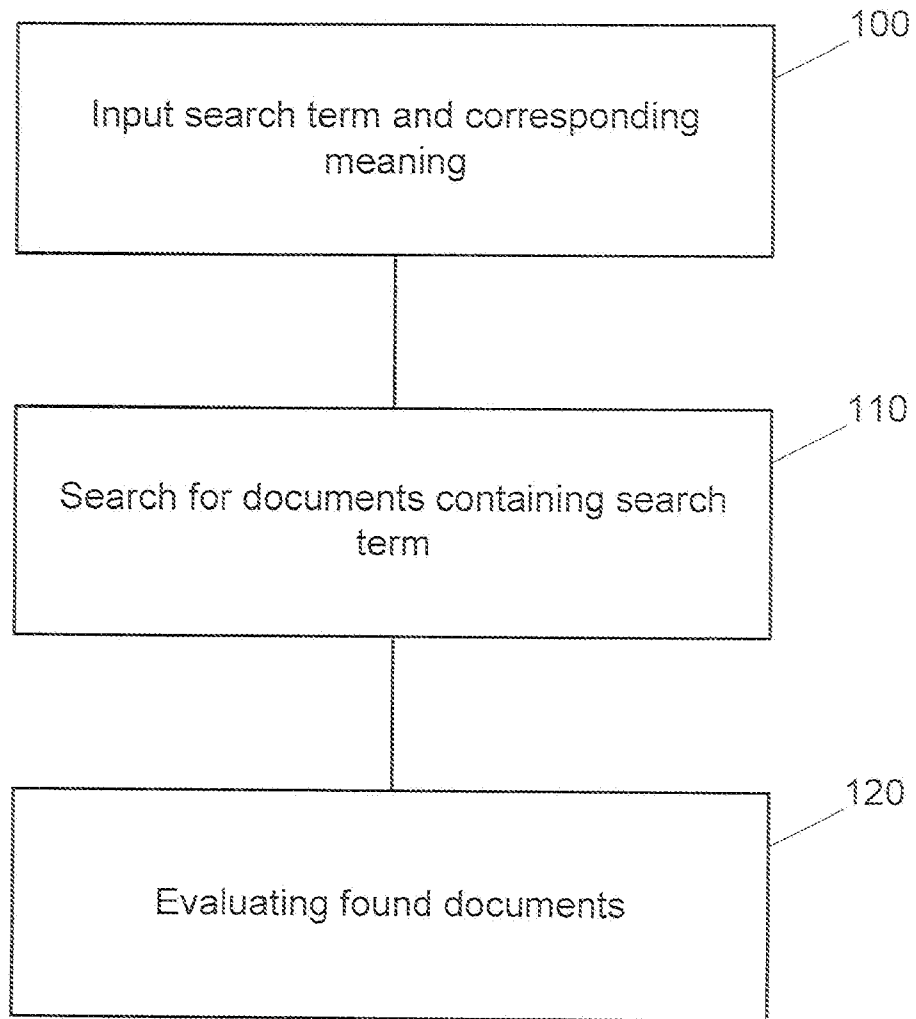 100
Input search term and corresponding
meaning
110
Search for documents containing search
term
120
Evaluating found documents